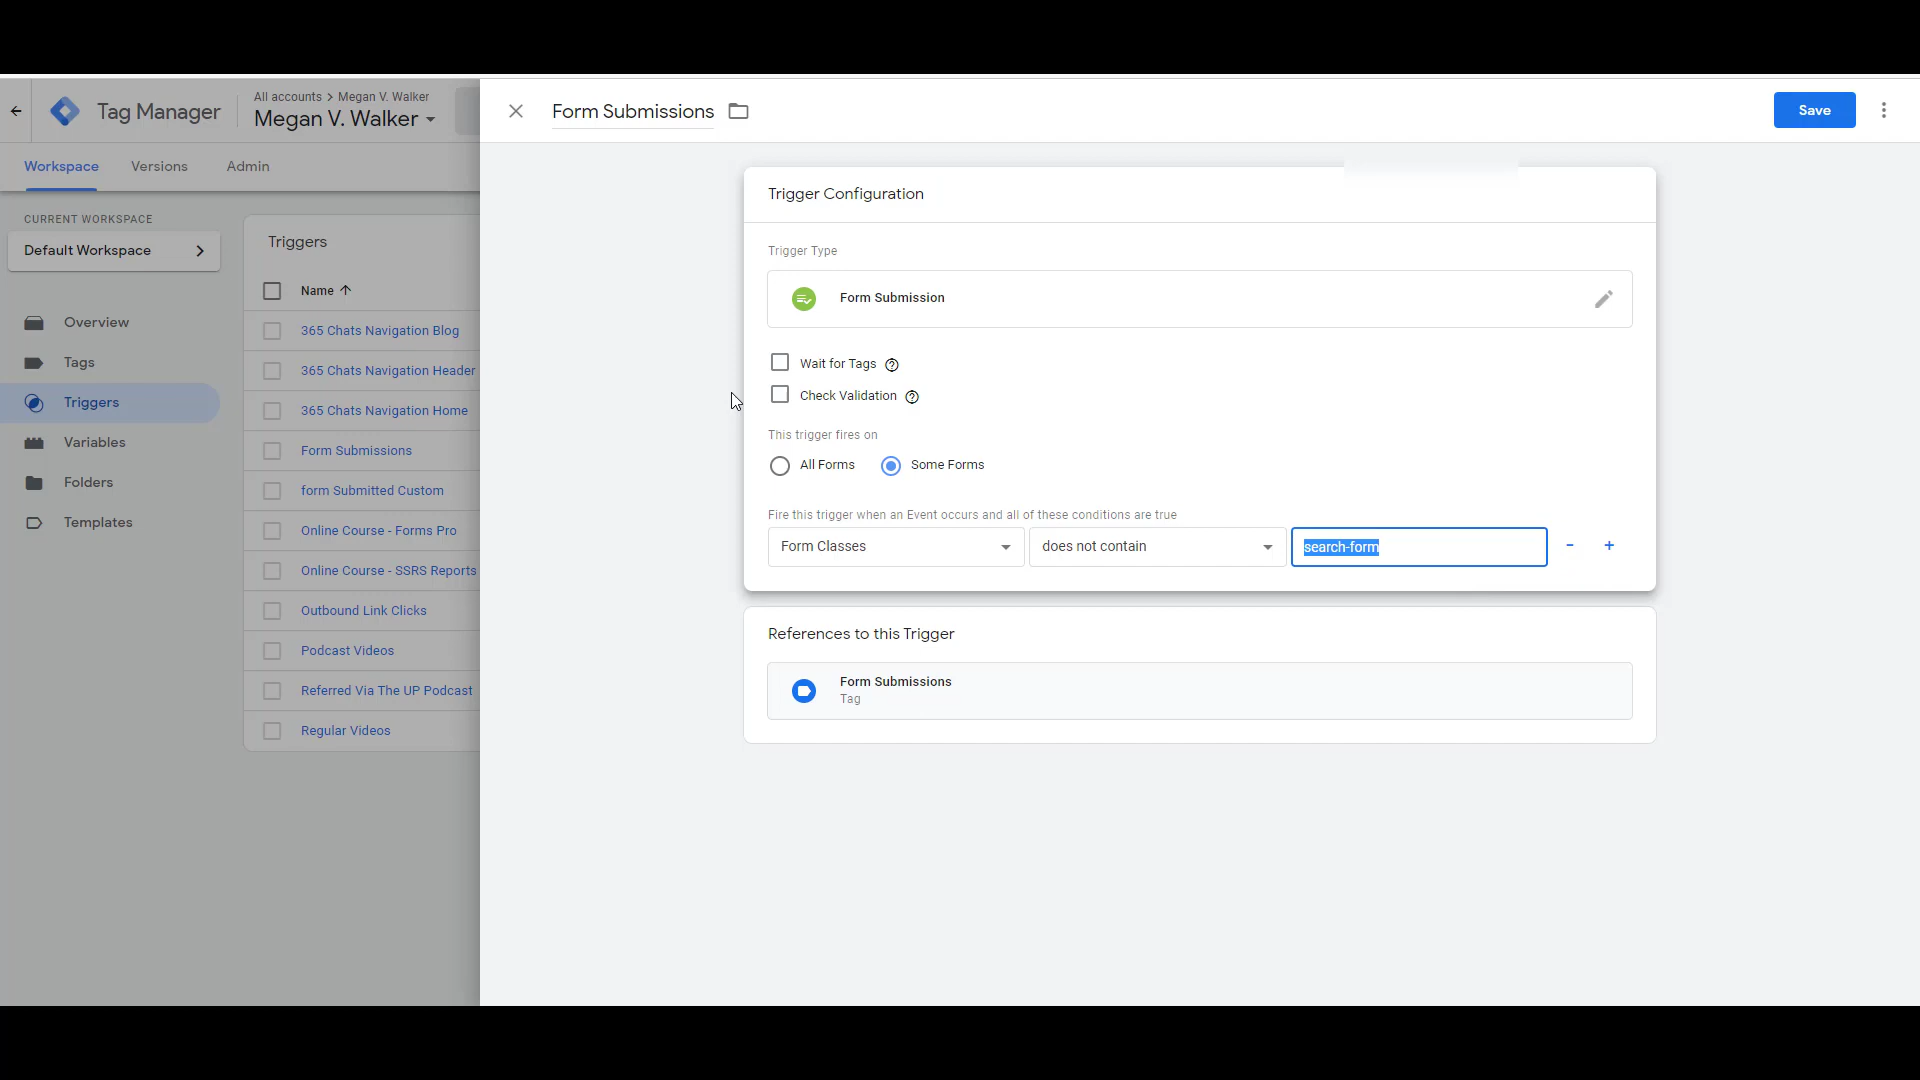 Tag Manager
All accounts > Megan V. Walker
Megan V. Walker
Form Submissions
Save
Workspace
Versions
Admin
CURRENT WORKSPACE
Default Workspace
Overview
Tags
Triggers
Variables
Folders
Templates
Triggers
Name
365 Chats Navigation Blog
365 Chats Navigation Header
365 Chats Navigation Home
Form Submissions
form Submitted Custom
Online Course - Forms Pro
Online Course - SSRS Reports
Outbound Link Clicks
Podcast Videos
Referred Via The UP Podcast
Regular Videos
Trigger Configuration
Trigger Type
Form Submission
Wait for Tags
Check Validation
This trigger fires on
All Forms
Some Forms
Fire this trigger when an Event occurs and all of these conditions are true
Form Classes
does not contain
search-form
- +
References to this Trigger
Form Submissions
Tag